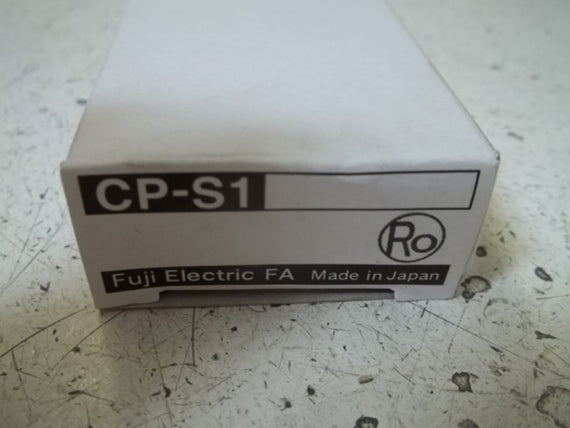 CP-S1
Ro
Fuji Electric FA Made in Japan